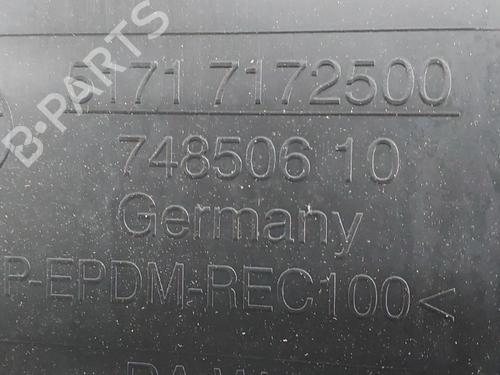 B-PARTS
5171 7172500
748506 10
Germany
P-EPDM-REC100<